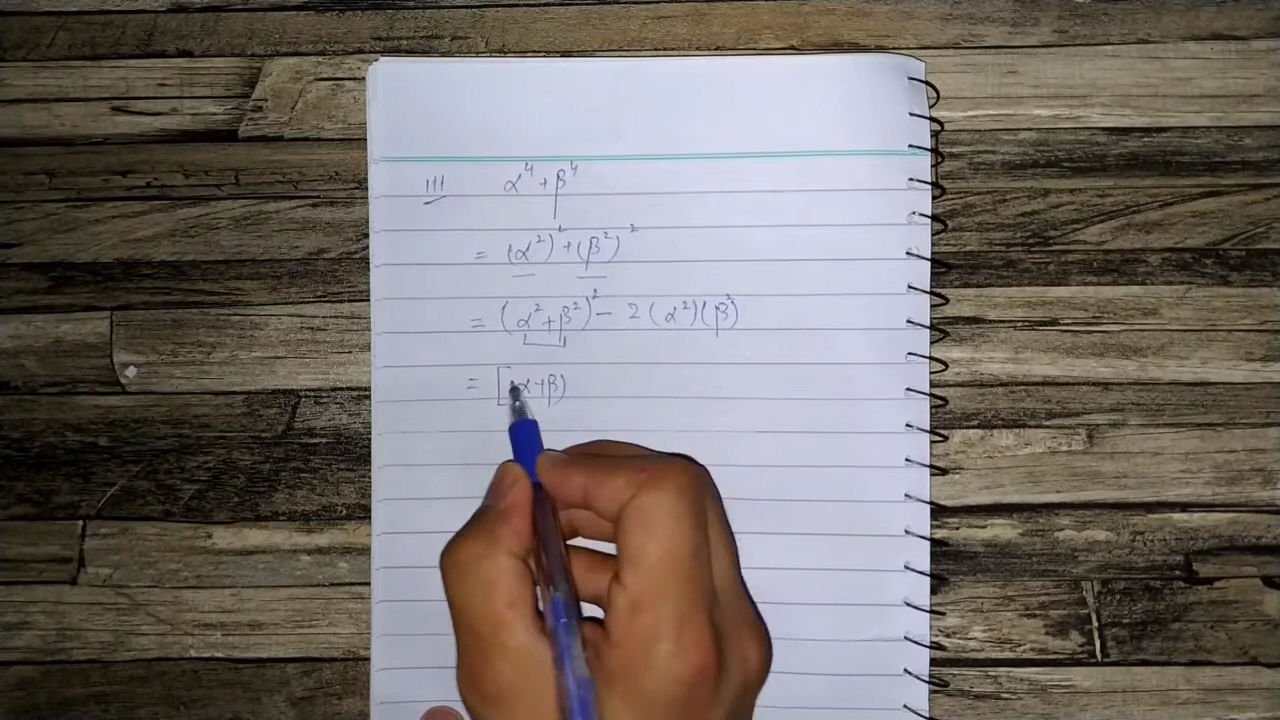 III α⁴ + β⁴
= (α²)² + (β²)²
= (α² + β²)² - 2 (α²)(β²)
= [(α + β)